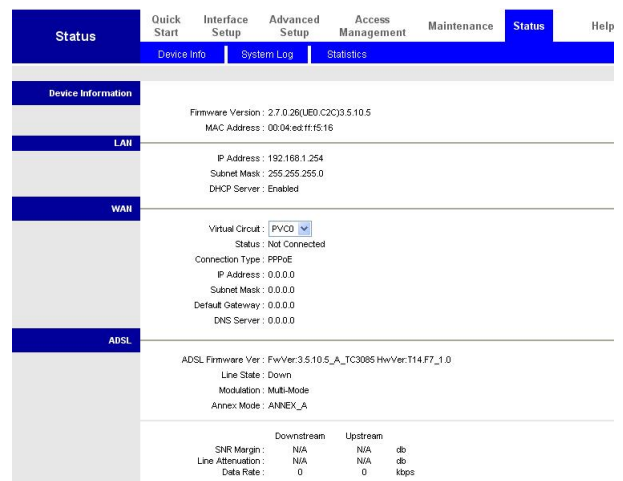 Status
Quick Start
Interface Setup
Advanced Setup
Access Management
Maintenance
Status
Help
Device Info
System Log
Statistics
Device Information
Firmware Version : 2.7.0.26(UE0.C2C)3.5.10.5
MAC Address : 00:04:ed:ff:f5:16
LAN
IP Address : 192.168.1.254
Subnet Mask : 255.255.255.0
DHCP Server : Enabled
WAN
Virtual Circuit : PVC0
Status : Not Connected
Connection Type : PPPoE
IP Address : 0.0.0.0
Subnet Mask : 0.0.0.0
Default Gateway : 0.0.0.0
DNS Server : 0.0.0.0
ADSL
ADSL Firmware Ver : FwVer:3.5.10.5_A_TC3085 HwVer:T14.F7_1.0
Line State : Down
Modulation : Multi-Mode
Annex Mode : ANNEX_A
Downstream Upstream
SNR Margin : N/A N/A db
Line Attenuation : N/A N/A db
Data Rate : 0 0 kbps